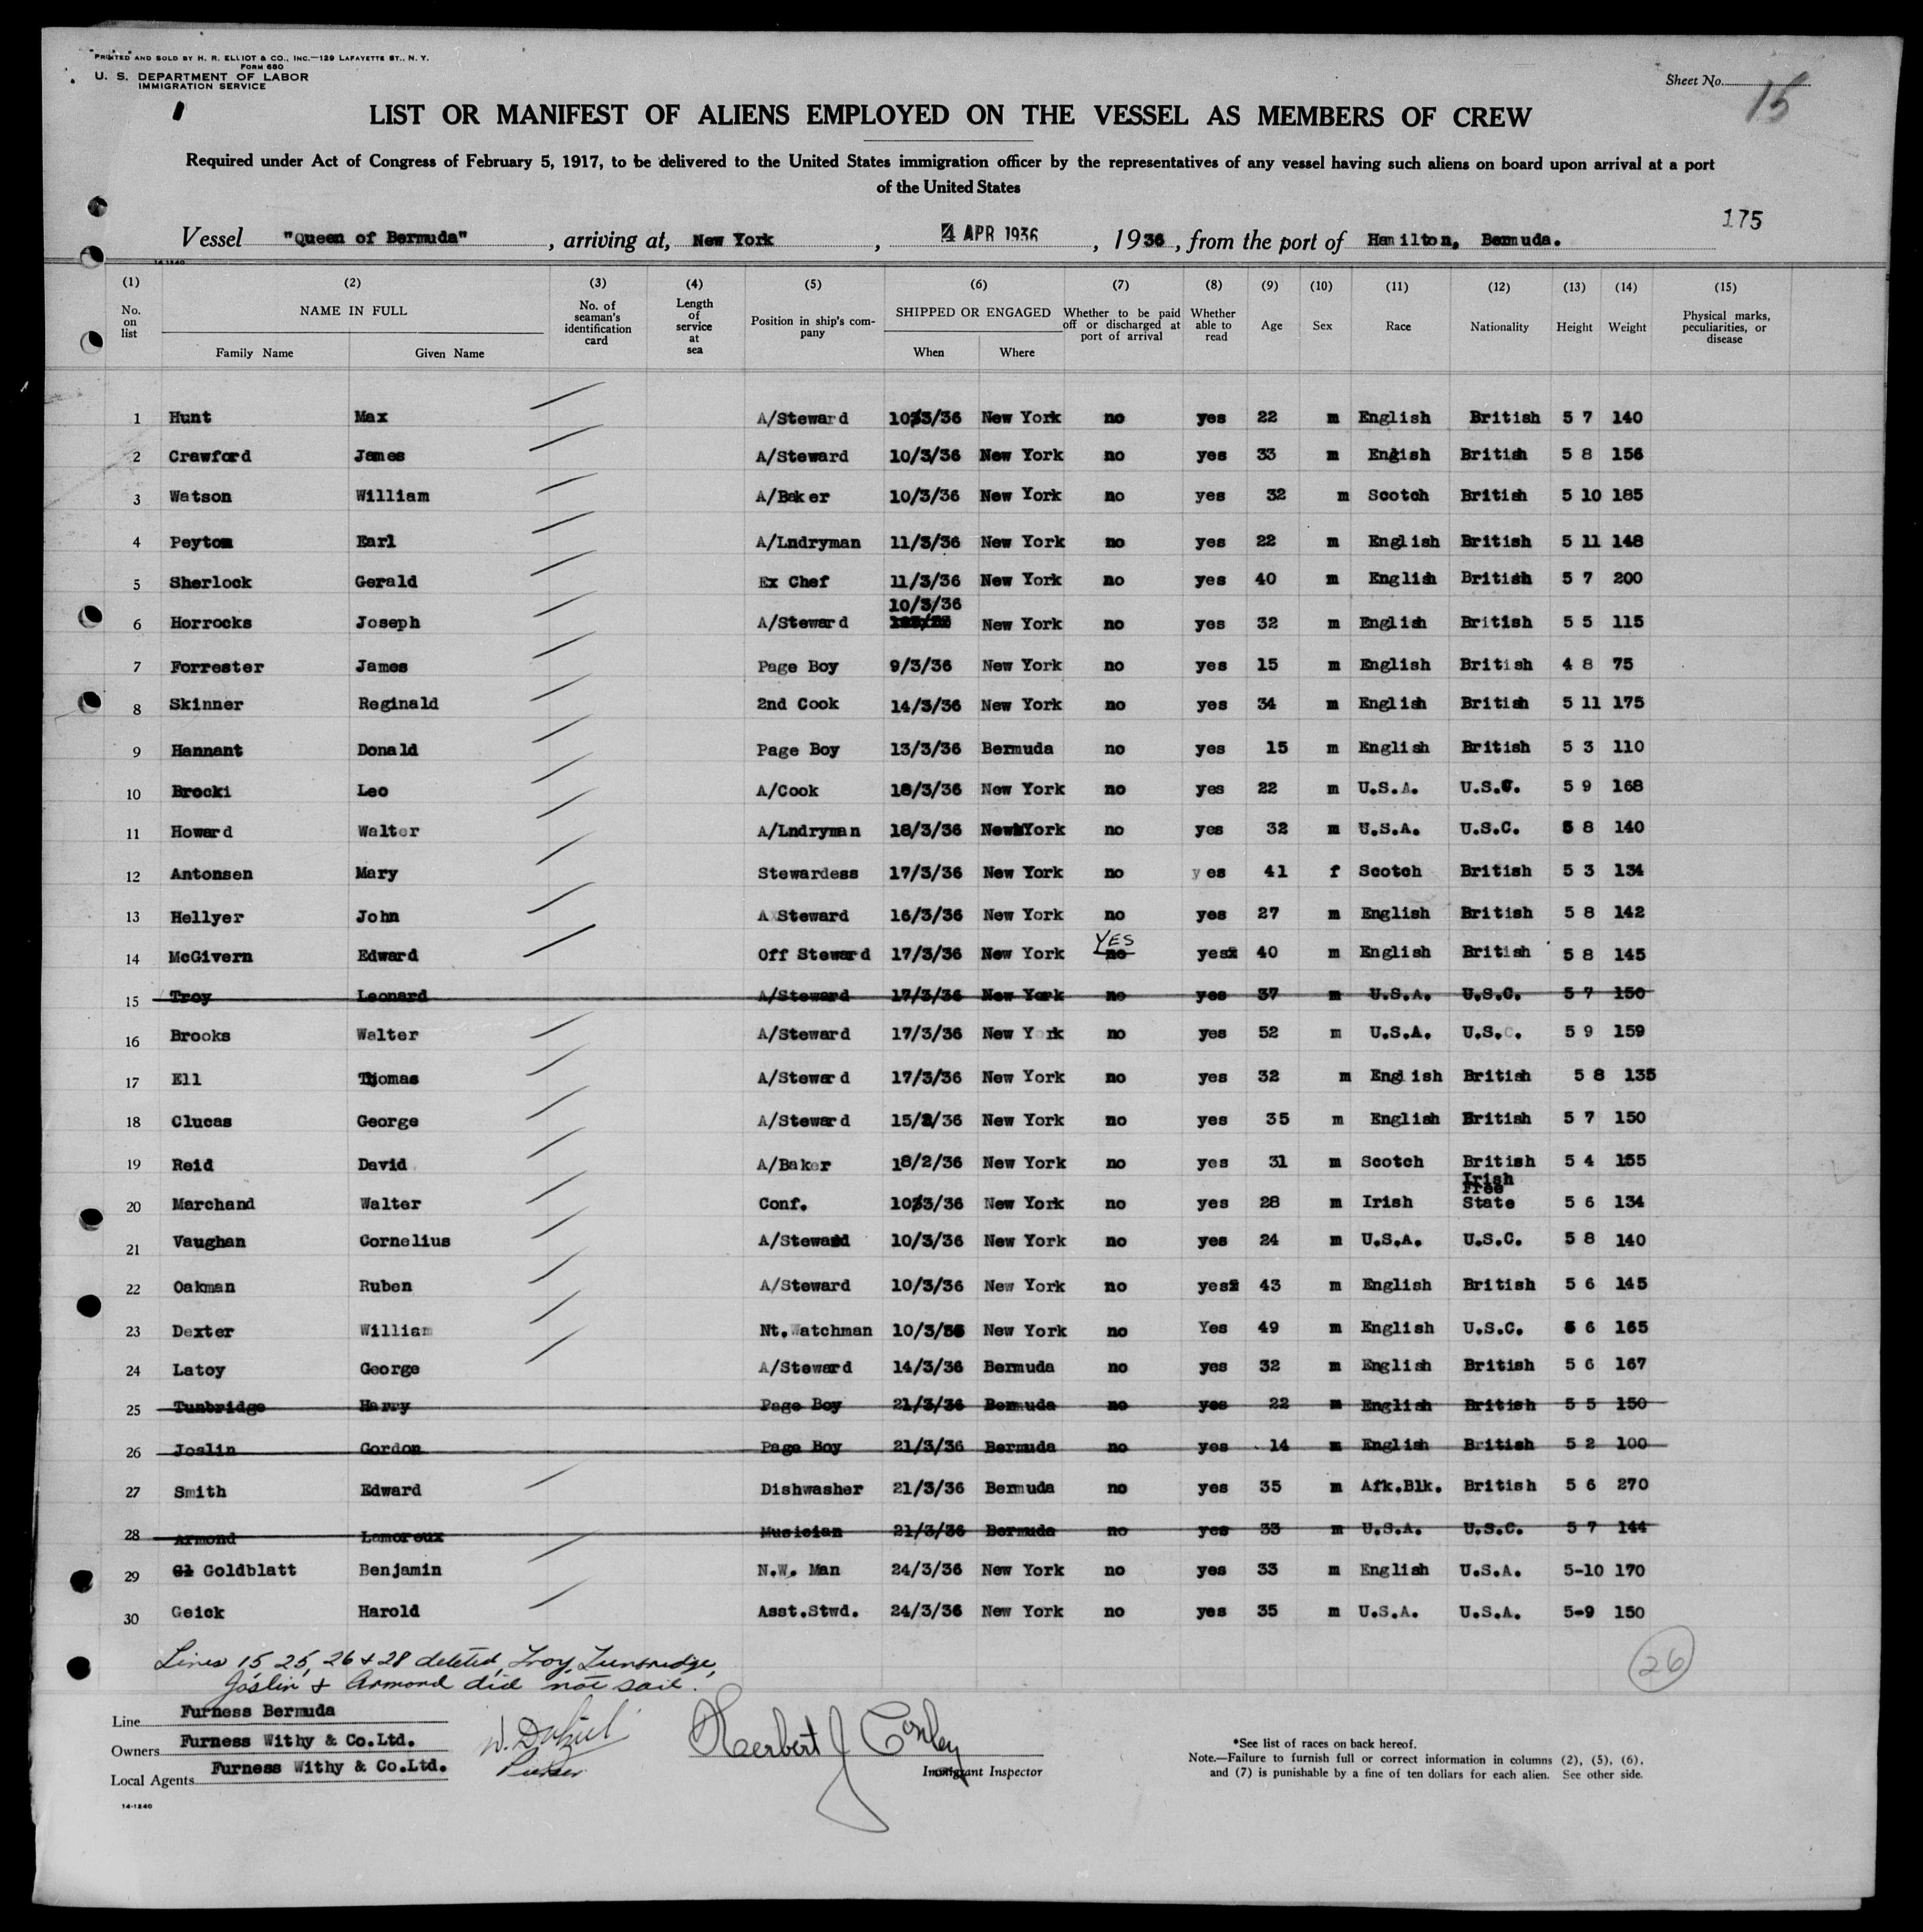 PRINTED AND SOLD BY H. R. ELLIOT & CO., INC.—129 LAFAYETTE ST., N. Y.
FORM 680
U. S. DEPARTMENT OF LABOR
IMMIGRATION SERVICE
Sheet No. 15
LIST OR MANIFEST OF ALIENS EMPLOYED ON THE VESSEL AS MEMBERS OF CREW
Required under Act of Congress of February 5, 1917, to be delivered to the United States immigration officer by the representatives of any vessel having such aliens on board upon arrival at a port
of the United States
175
Vessel "Queen of Bermuda", arriving at, New York, 4 APR 1936, 1936, from the port of Hamilton, Bermuda.
14-1240
(1) (2) (3) (4) (5) (6) (7) (8) (9) (10) (11) (12) (13) (14) (15)
No. on list NAME IN FULL Family Name Given Name No. of seaman's identification card Length of service at sea Position in ship's company SHIPPED OR ENGAGED When Where Whether to be paid off or discharged at port of arrival Whether able to read Age Sex Race Nationality Height Weight Physical marks, peculiarities, or disease
1 Hunt Max A/Steward 10/3/36 New York no yes 22 m English British 5 7 140
2 Crawford James A/Steward 10/3/36 New York no yes 33 m Engish British 5 8 156
3 Watson William A/Baker 10/3/36 New York no yes 32 m Scotch British 5 10 185
4 Peyton Earl A/Lndryman 11/3/36 New York no yes 22 m English British 5 11 148
5 Sherlock Gerald Ex Chef 11/3/36 New York no yes 40 m English British 5 7 200
6 Horrocks Joseph A/Steward 10/3/36 New York no yes 32 m English British 5 5 115
7 Forrester James Page Boy 9/3/36 New York no yes 15 m English British 4 8 75
8 Skinner Reginald 2nd Cook 14/3/36 New York no yes 34 m English British 5 11 175
9 Hannant Donald Page Boy 13/3/36 Bermuda no yes 15 m English British 5 3 110
10 Brocki Leo A/Cook 18/3/36 New York no yes 22 m U.S.A. U.S.C. 5 9 168
11 Howard Walter A/Lndryman 18/3/36 New York no yes 32 m U.S.A. U.S.C. 5 8 140
12 Antonsen Mary Stewardess 17/3/36 New York no yes 41 f Scotch British 5 3 134
13 Hellyer John A Steward 16/3/36 New York no yes 27 m English British 5 8 142
14 McGivern Edward Off Steward 17/3/36 New York no YES yes 40 m English British 5 8 145
15 Troy Leonard A/Steward 17/3/36 New York no yes 37 m U.S.A. U.S.C. 5 7 150
16 Brooks Walter A/Steward 17/3/36 New York no yes 52 m U.S.A. U.S.C. 5 9 159
17 Ell Thomas A/Steward 17/3/36 New York no yes 32 m English British 5 8 135
18 Clucas George A/Steward 15/2/36 New York no yes 35 m English British 5 7 150
19 Reid David A/Baker 18/2/36 New York no yes 31 m Scotch British 5 4 155
20 Marchand Walter Conf. 10/3/36 New York no yes 28 m Irish Irish Free State 5 6 134
21 Vaughan Cornelius A/Steward 10/3/36 New York no yes 24 m U.S.A. U.S.C. 5 8 140
22 Oakman Ruben A/Steward 10/3/36 New York no yes 43 m English British 5 6 145
23 Dexter William Nt.Watchman 10/3/36 New York no Yes 49 m English U.S.C. 5 6 165
24 Latoy George A/Steward 14/3/36 Bermuda no yes 32 m English British 5 6 167
25 Tunbridge Harry Page Boy 21/3/36 Bermuda no yes 22 m English British 5 5 150
26 Joslin Gordon Page Boy 21/3/36 Bermuda no yes 14 m English British 5 2 100
27 Smith Edward Dishwasher 21/3/36 Bermuda no yes 35 m Afk.Blk. British 5 6 270
28 Armond Lamoreux Musician 21/3/36 Bermuda no yes 33 m U.S.A. U.S.C. 5 7 144
29 Gl Goldblatt Benjamin N.W. Man 24/3/36 New York no yes 33 m English U.S.A. 5-10 170
30 Geick Harold Asst.Stwd. 24/3/36 New York no yes 35 m U.S.A. U.S.A. 5-9 150
Lines 15, 25, 26 & 28 deleted, Troy, Tunbridge,
Joslin & Armond did not sail.
26
Line Furness Bermuda
Owners Furness Withy & Co.Ltd.
Local Agents Furness Withy & Co.Ltd.
Purser
Herbert J Conley
Immigrant Inspector
*See list of races on back hereof.
Note.—Failure to furnish full or correct information in columns (2), (5), (6),
and (7) is punishable by a fine of ten dollars for each alien. See other side.
14-1240